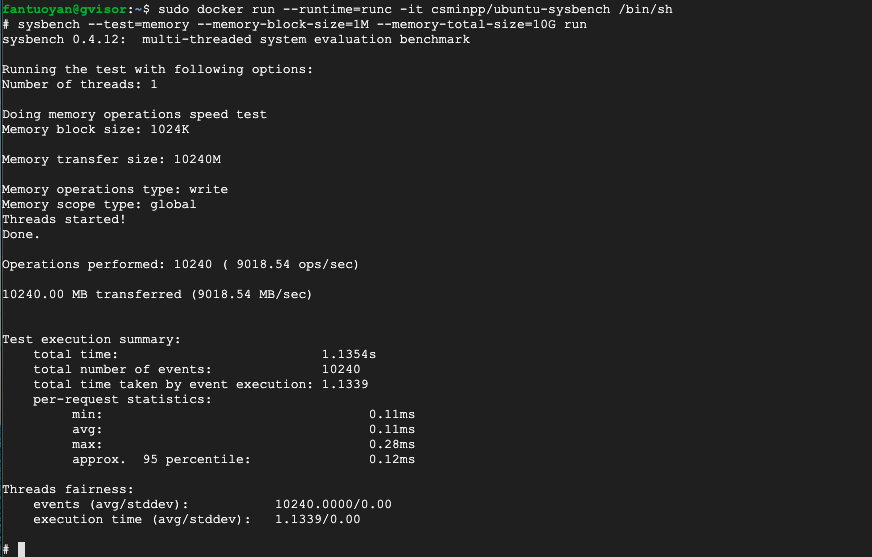 fantuoyan@gvisor:~$ sudo docker run --runtime=runc -it csminpp/ubuntu-sysbench /bin/sh
# sysbench --test=memory --memory-block-size=1M --memory-total-size=10G run
sysbench 0.4.12:  multi-threaded system evaluation benchmark

Running the test with following options:
Number of threads: 1

Doing memory operations speed test
Memory block size: 1024K

Memory transfer size: 10240M

Memory operations type: write
Memory scope type: global
Threads started!
Done.

Operations performed: 10240 ( 9018.54 ops/sec)

10240.00 MB transferred (9018.54 MB/sec)


Test execution summary:
    total time:                          1.1354s
    total number of events:              10240
    total time taken by event execution: 1.1339
    per-request statistics:
         min:                                  0.11ms
         avg:                                  0.11ms
         max:                                  0.28ms
         approx.  95 percentile:               0.12ms

Threads fairness:
    events (avg/stddev):           10240.0000/0.00
    execution time (avg/stddev):   1.1339/0.00

#